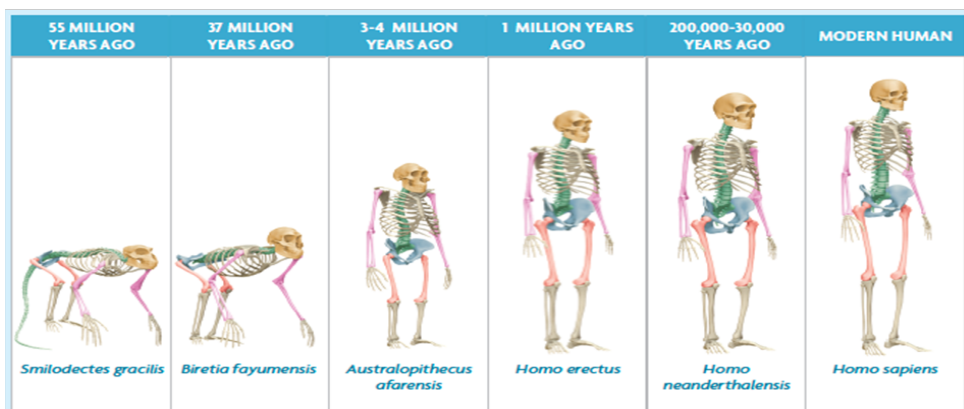 55 MILLION
YEARS AGO
37 MILLION
YEARS AGO
3-4 MILLION
YEARS AGO
1 MILLION YEARS
AGO
200,000-30,000
YEARS AGO
MODERN HUMAN
Smilodectes gracilis
Biretia fayumensis
Australopithecus
afarensis
Homo erectus
Homo
neanderthalensis
Homo sapiens